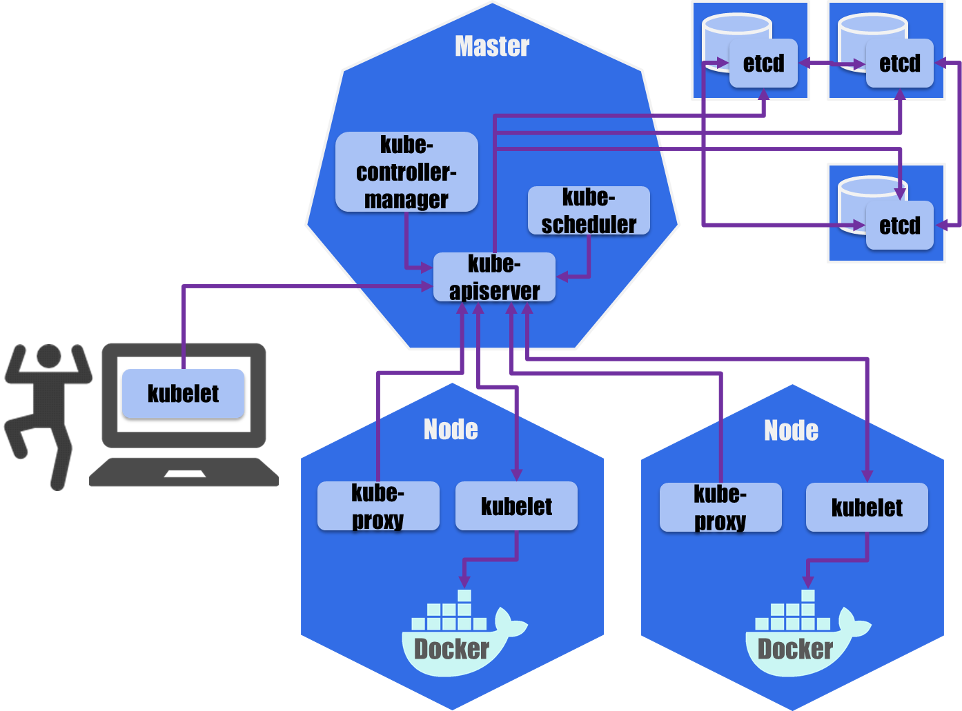 Master
etcd
etcd
kube-
controller-
manager
kube-
scheduler
etcd
kube-
apiserver
kubelet
Node
Node
kube-
proxy
kubelet
kube-
proxy
kubelet
Docker
Docker